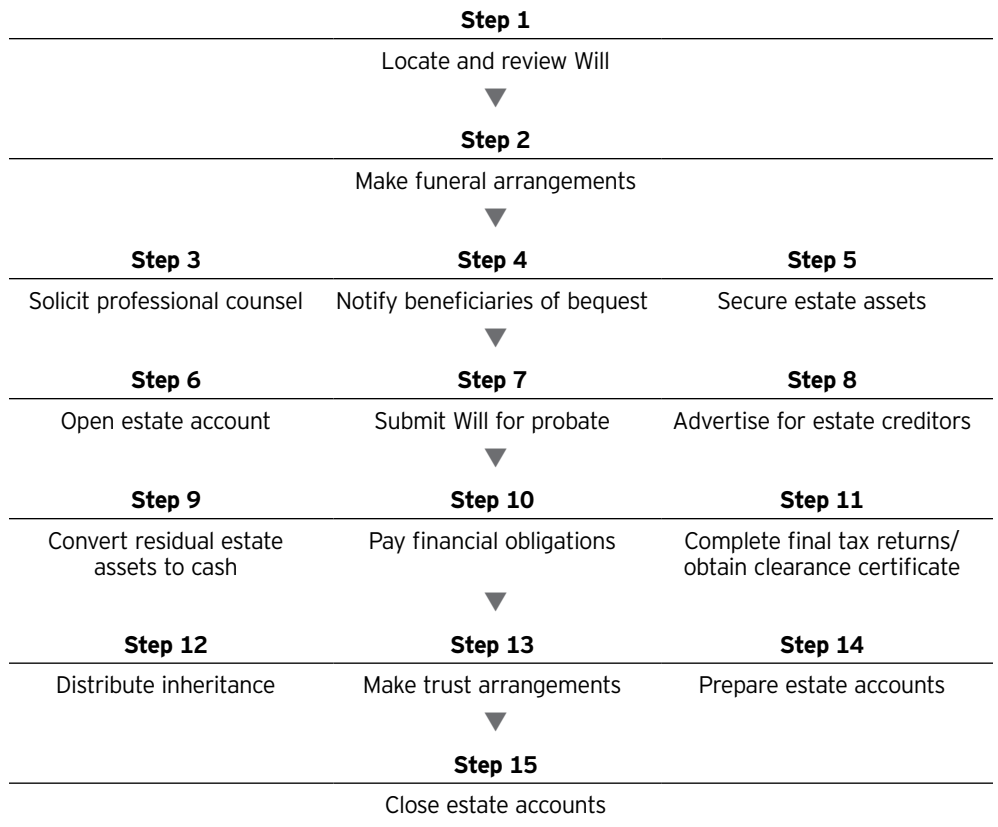 Step 1
Locate and review Will
Step 2
Make funeral arrangements
Step 3
Solicit professional counsel
Step 4
Notify beneficiaries of bequest
Step 5
Secure estate assets
Step 6
Open estate account
Step 7
Submit Will for probate
Step 8
Advertise for estate creditors
Step 9
Convert residual estate
assets to cash
Step 10
Pay financial obligations
Step 11
Complete final tax returns/
obtain clearance certificate
Step 12
Distribute inheritance
Step 13
Make trust arrangements
Step 14
Prepare estate accounts
Step 15
Close estate accounts